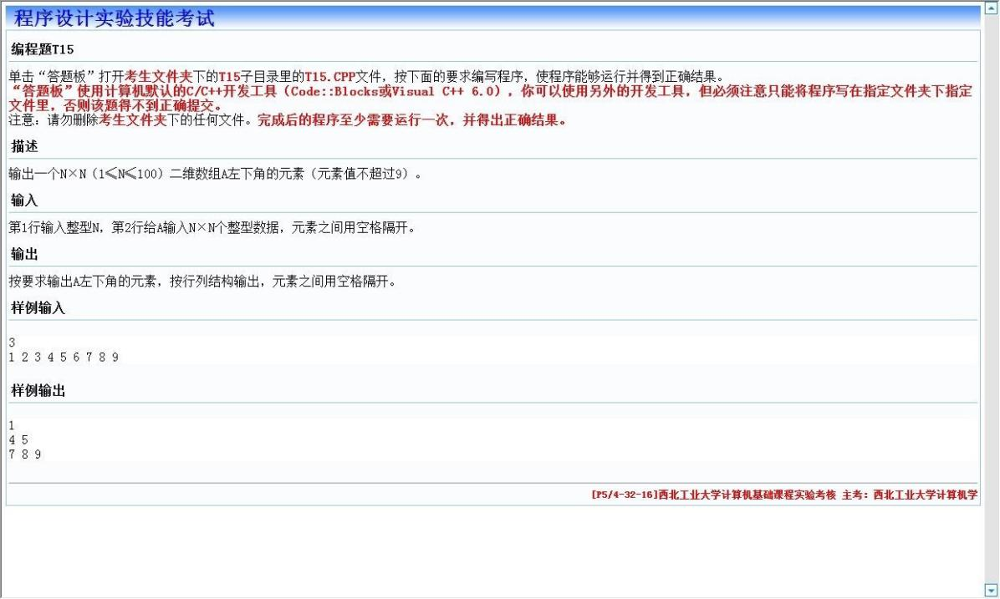 程序设计实验技能考试
编程题T15
单击“答题板”打开考生文件夹下的T15子目录里的T15.CPP文件，按下面的要求编写程序，使程序能够运行并得到正确结果。
“答题板”使用计算机默认的C/C++开发工具（Code::Blocks或Visual C++ 6.0），你可以使用另外的开发工具，但必须注意只能将程序写在指定文件夹下指定
文件里，否则该题得不到正确提交。
注意：请勿删除考生文件夹下的任何文件。完成后的程序至少需要运行一次，并得出正确结果。
描述
输出一个N×N（1≤N≤100）二维数组A左下角的元素（元素值不超过9）。
输入
第1行输入整型N，第2行给A输入N×N个整型数据，元素之间用空格隔开。
输出
按要求输出A左下角的元素，按行列结构输出，元素之间用空格隔开。
样例输入
3
1 2 3 4 5 6 7 8 9
样例输出
1
4 5
7 8 9
[P5/4-32-16]西北工业大学计算机基础课程实验考核 主考：西北工业大学计算机学